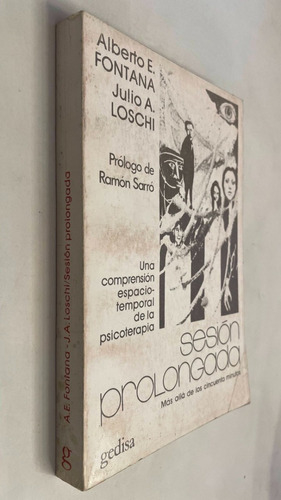 Alberto E.
FONTANA
Julio A.
LOSCHI
Prólogo de
Ramón Sarró
Una
comprensión
espacio-
temporal
de la
psicoterapia
sesión
prolongada
Más allá de los cincuenta minutos
gedisa
A.E. Fontana - J.A. Loschi/Sesión prolongada